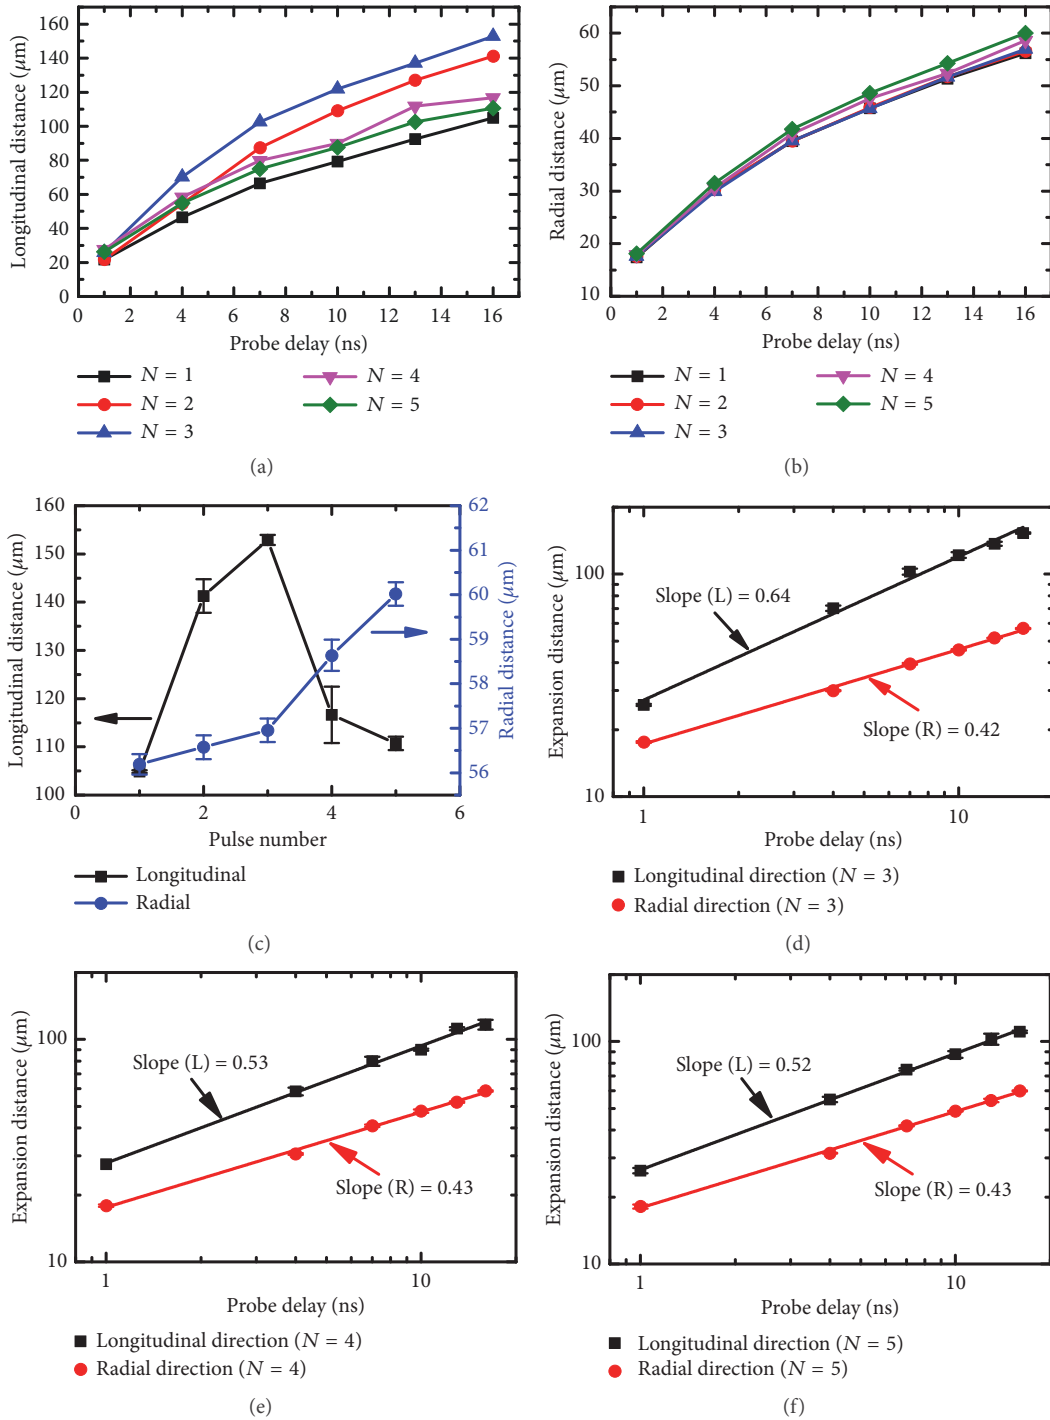 160
140
120
100
80
60
40
20
0
Longitudinal distance (μm)
0 2 4 6 8 10 12 14 16
Probe delay (ns)
N = 1
N = 2
N = 3
N = 4
N = 5
(a)
60
50
40
30
20
10
Radial distance (μm)
0 2 4 6 8 10 12 14 16
Probe delay (ns)
N = 1
N = 2
N = 3
N = 4
N = 5
(b)
160
150
140
130
120
110
100
Longitudinal distance (μm)
62
61
60
59
58
57
56
Radial distance (μm)
0 2 4 6
Pulse number
Longitudinal
Radial
(c)
100
10
Expansion distance (μm)
Slope (L) = 0.64
Slope (R) = 0.42
1 10
Probe delay (ns)
Longitudinal direction (N = 3)
Radial direction (N = 3)
(d)
100
10
Expansion distance (μm)
Slope (L) = 0.53
Slope (R) = 0.43
1 10
Probe delay (ns)
Longitudinal direction (N = 4)
Radial direction (N = 4)
(e)
100
10
Expansion distance (μm)
Slope (L) = 0.52
Slope (R) = 0.43
1 10
Probe delay (ns)
Longitudinal direction (N = 5)
Radial direction (N = 5)
(f)